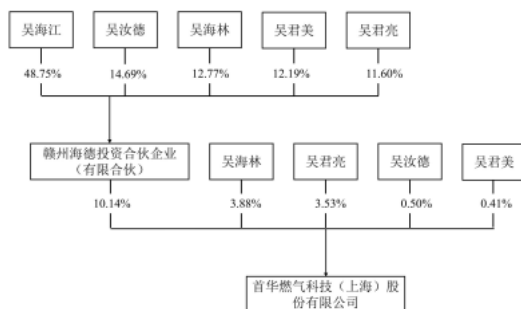 吴海江 吴汝德 吴海林 吴君美 吴君亮
48.75% 14.69% 12.77% 12.19% 11.60%
赣州海德投资合伙企业
（有限合伙）
吴海林 吴君亮 吴汝德 吴君美
10.14% 3.88% 3.53% 0.50% 0.41%
首华燃气科技（上海）股
份有限公司